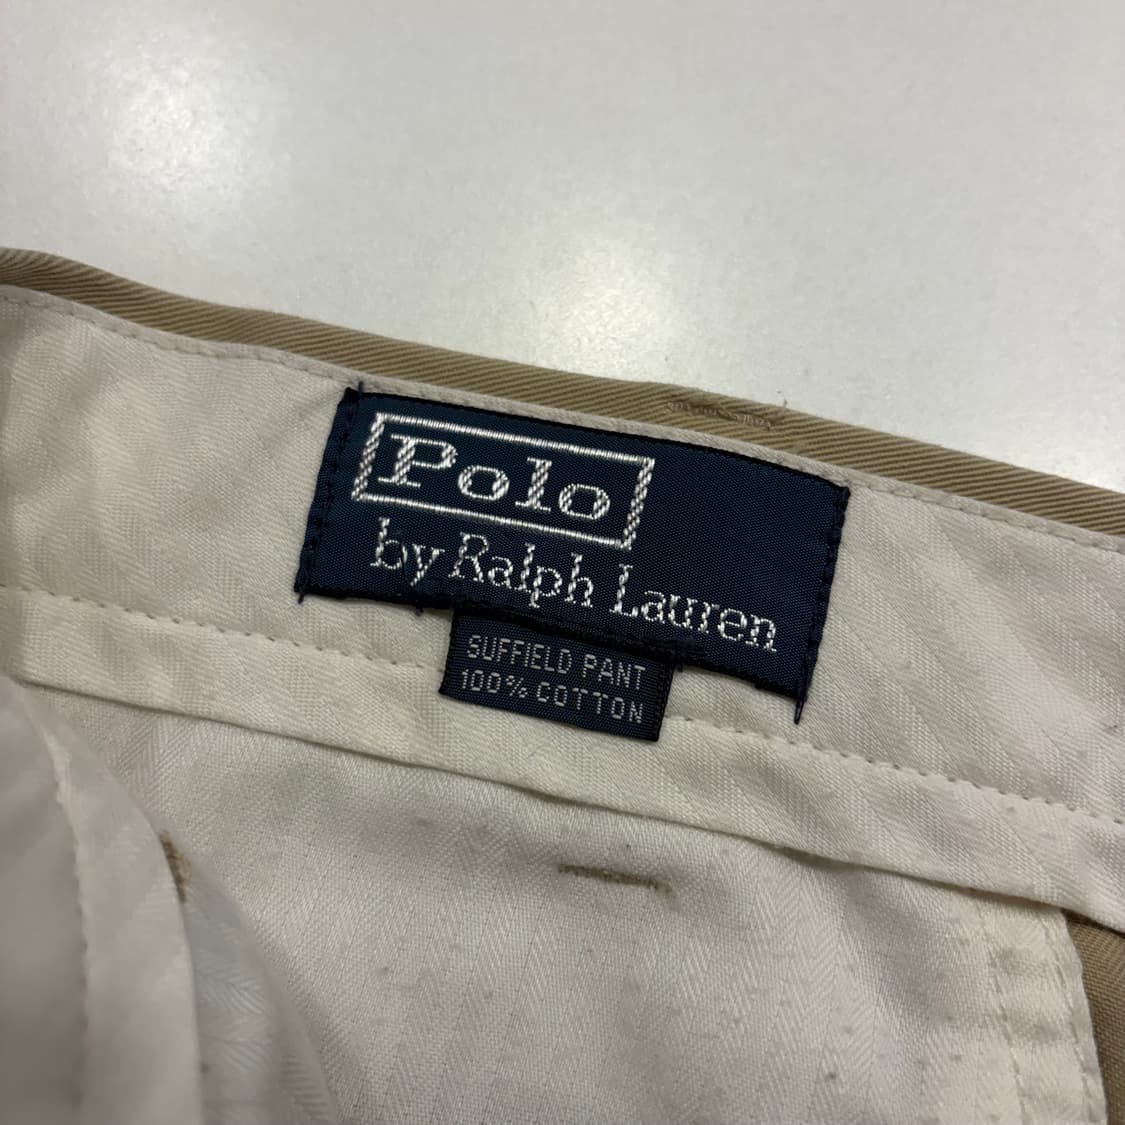 Polo
by Ralph Lauren
SUFFIELD PANT
100% COTTON